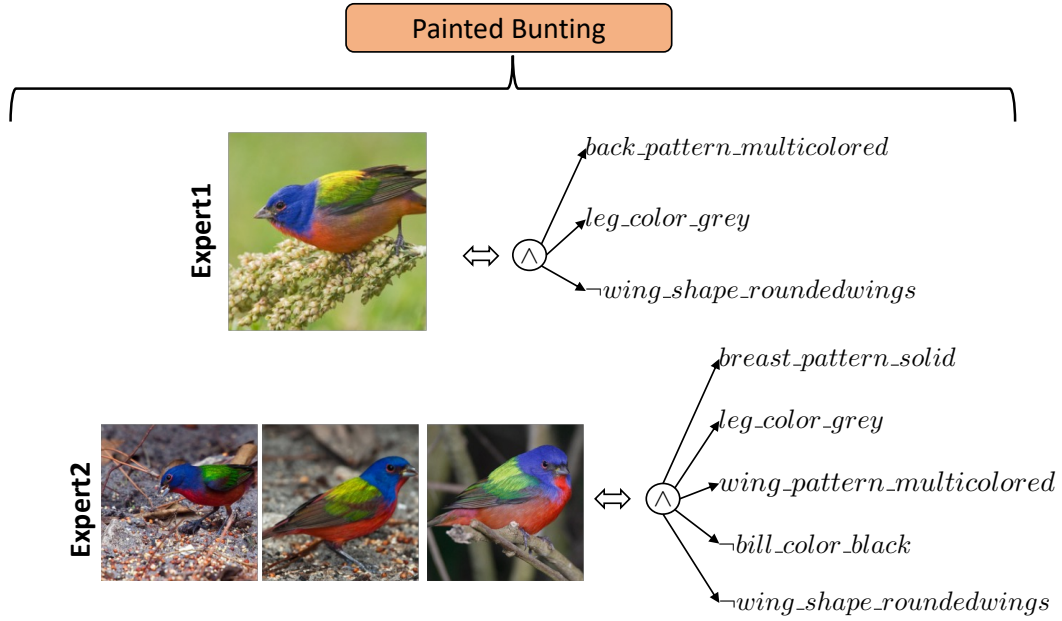 Painted Bunting
Expert1
back_pattern_multicolored
leg_color_grey
⇔ ∧
¬wing_shape_roundedwings
Expert2
breast_pattern_solid
leg_color_grey
⇔ ∧
wing_pattern_multicolored
¬bill_color_black
¬wing_shape_roundedwings